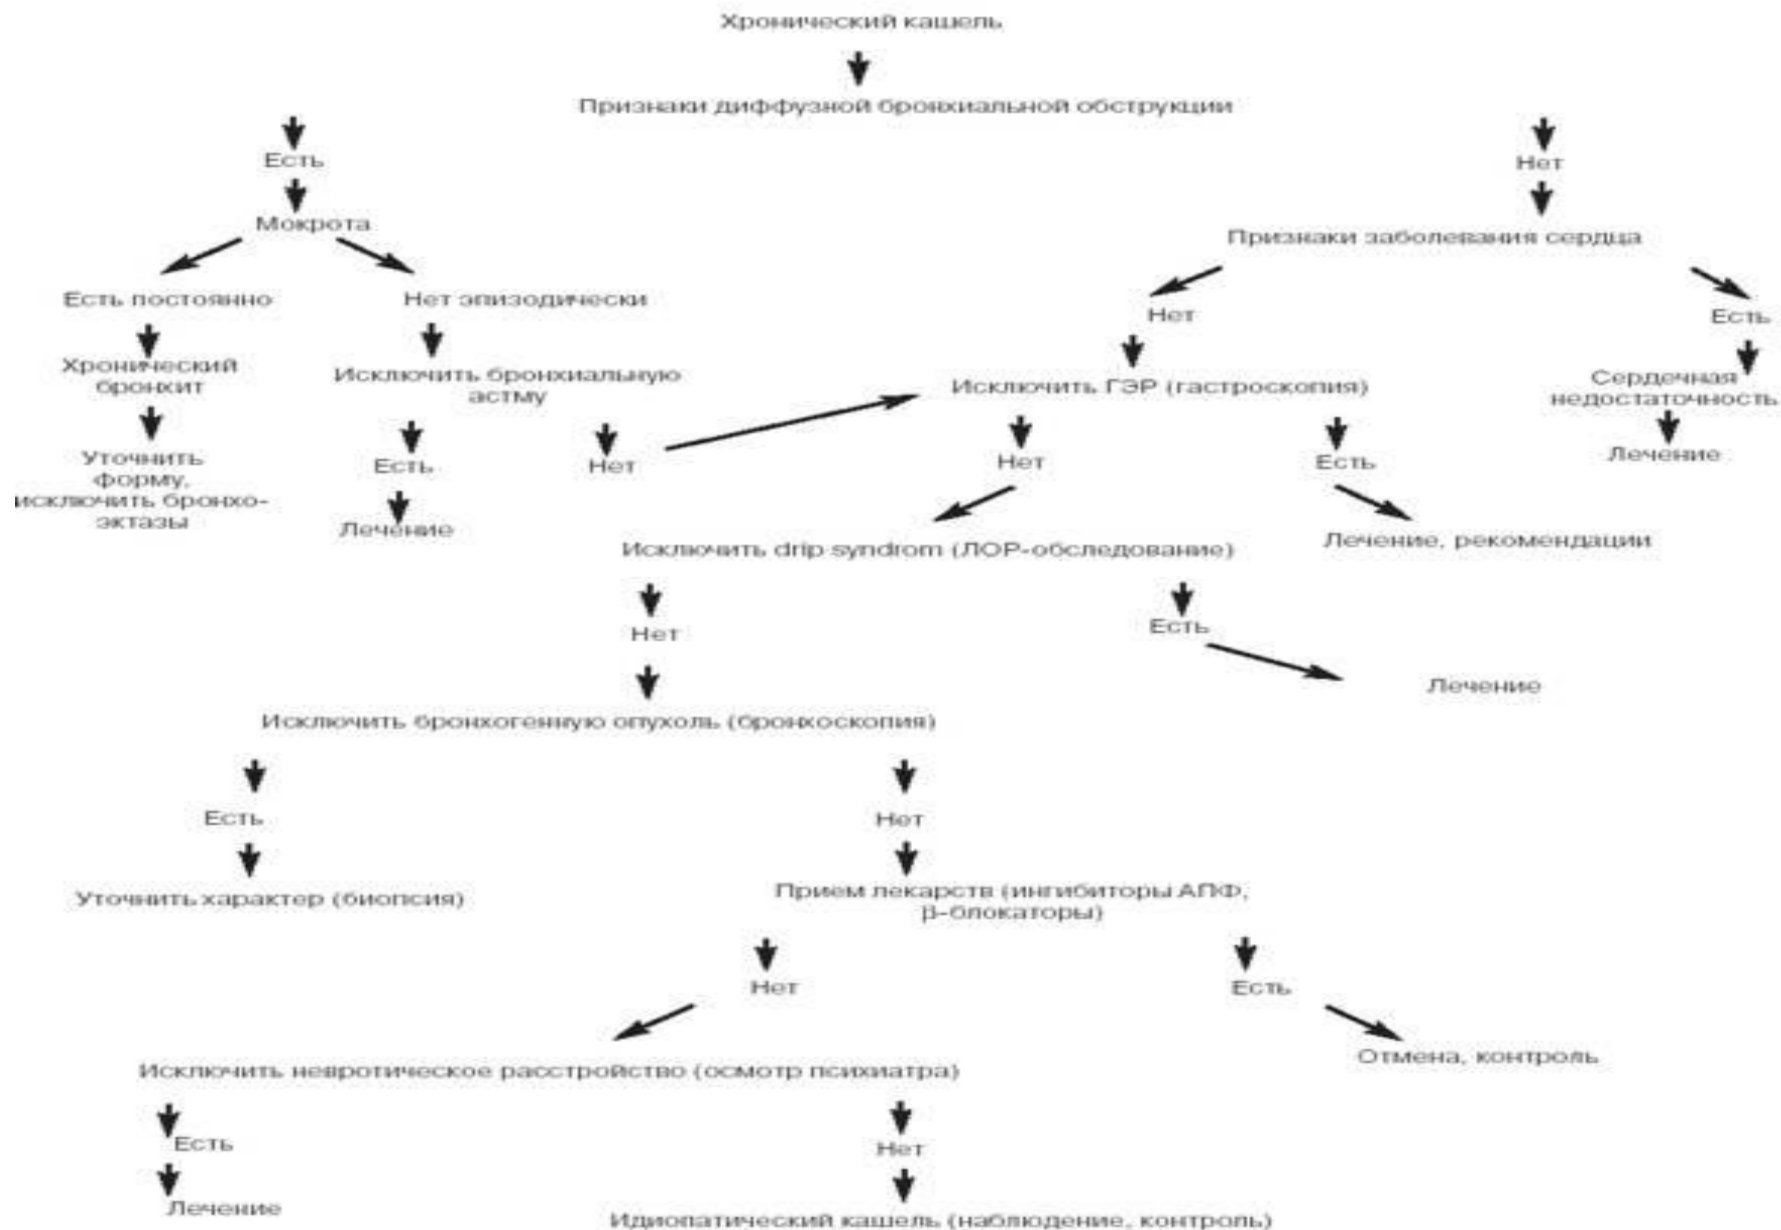 Хронический кашель
Признаки диффузной бронхиальной обструкции
Есть
Нет
Мокрота
Признаки заболевания сердца
Есть постоянно
Нет эпизодически
Нет
Есть
Хронический
бронхит
Исключить бронхиальную
астму
Исключить ГЭР (гастроскопия)
Сердечная
недостаточность
Уточнить
форму,
исключить бронхо-
эктазы
Есть
Нет
Нет
Есть
Лечение
Лечение
Исключить drip syndrom (ЛОР-обследование)
Лечение, рекомендации
Нет
Есть
Лечение
Исключить бронхогенную опухоль (бронхоскопия)
Есть
Нет
Уточнить характер (биопсия)
Прием лекарств (ингибиторы АПФ,
β-блокаторы)
Нет
Есть
Исключить невротическое расстройство (осмотр психиатра)
Отмена, контроль
Есть
Нет
Лечение
Идиопатический кашель (наблюдение, контроль)